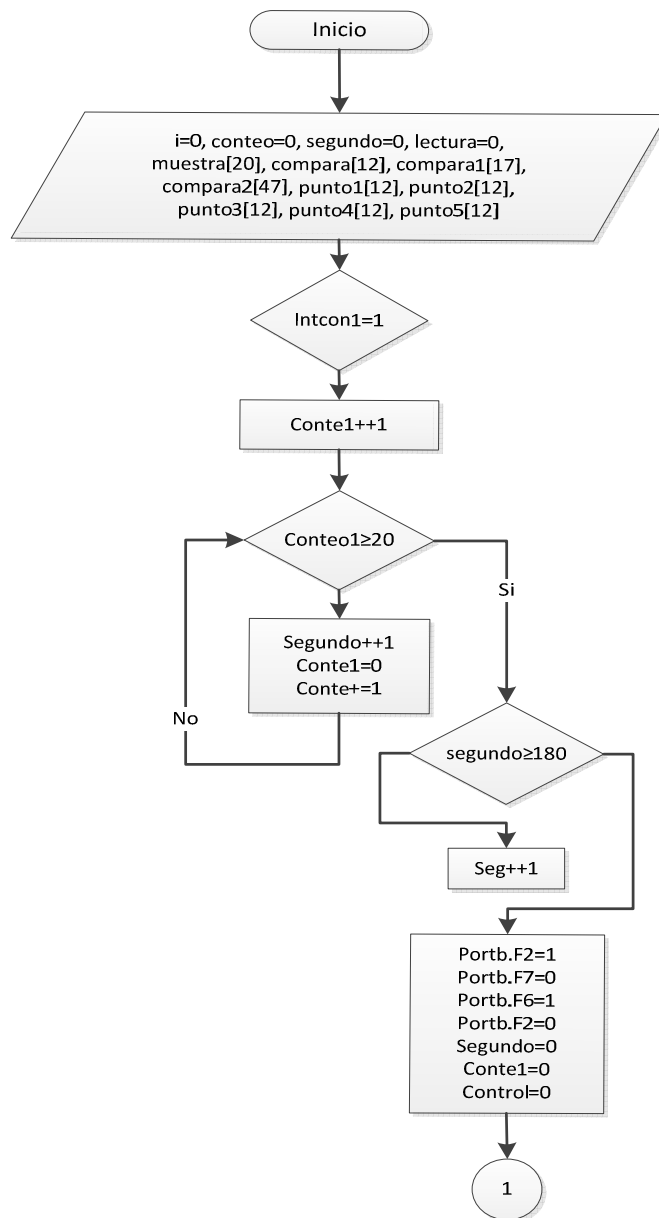 Inicio
i=0, conteo=0, segundo=0, lectura=0,
muestra[20], compara[12], compara1[17],
compara2[47], punto1[12], punto2[12],
punto3[12], punto4[12], punto5[12]
Intcon1=1
Conte1++1
Conteo1≥20
Si
Segundo++1
Conte1=0
Conte+=1
No
segundo≥180
Seg++1
Portb.F2=1
Portb.F7=0
Portb.F6=1
Portb.F2=0
Segundo=0
Conte1=0
Control=0
1